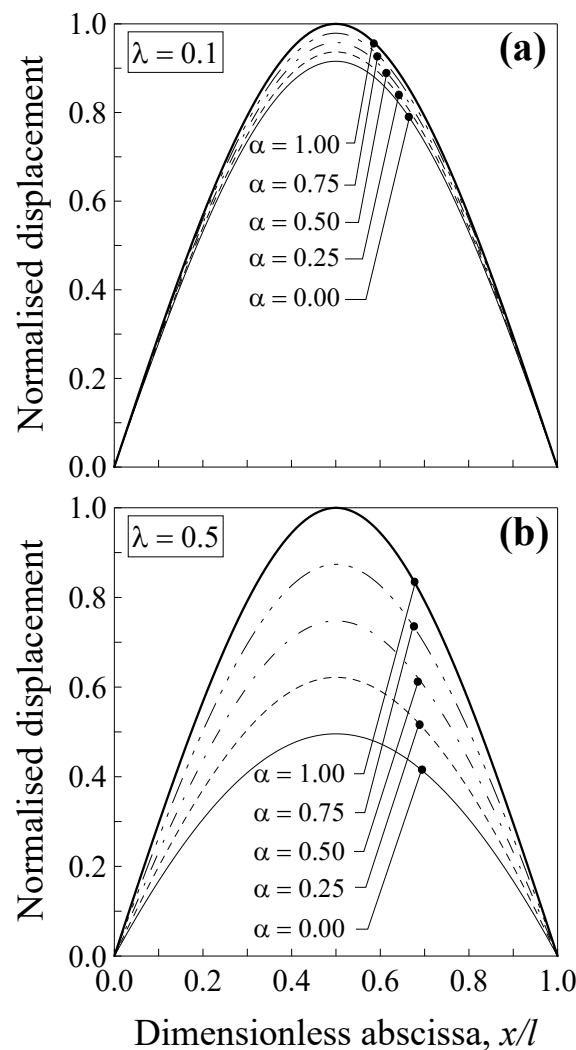 λ = 0.1
(a)
1.0
0.8
0.6
0.4
0.2
0.0
Normalised displacement
α = 1.00
α = 0.75
α = 0.50
α = 0.25
α = 0.00
λ = 0.5
(b)
1.0
0.8
0.6
0.4
0.2
0.0
Normalised displacement
α = 1.00
α = 0.75
α = 0.50
α = 0.25
α = 0.00
0.0 0.2 0.4 0.6 0.8 1.0
Dimensionless abscissa, x/l